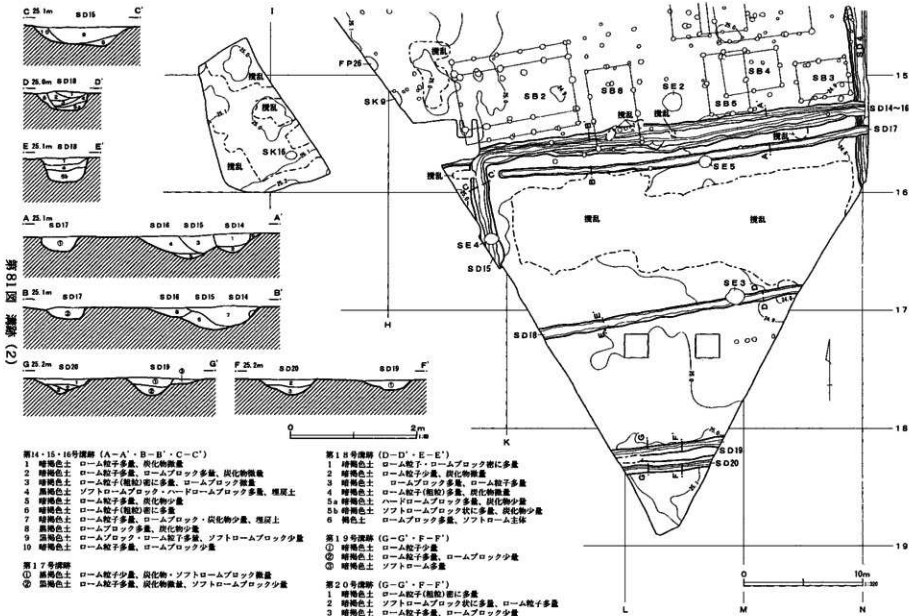 C 25.1m SD15 C'
D 25.0m SD18 D'
E 25.1m SD18 E'
A 25.1m A'
SD17 SD16 SD15 SD14
B 25.1m B'
SD17 SD16 SD15 SD14
G 25.2m SD20 SD19 G'
F 25.2m SD20 SD19 F'
0 2m
第81図 溝跡 (2)
I
攪乱
攪乱
SK16
FP26
SK9
攪乱
SB2
SB6
SE2
SB4
SB5
SB3
SD4
15
SD14~16
SD17
攪乱
攪乱
攪乱
攪乱
SE5
16
攪乱
攪乱
SE4
SD15
SE3
17
SD18
H
K
18
SD19
SD20
19
L
M
N
0 10m
第14・15・16号溝跡 (A-A'・B-B'・C-C')
1 暗褐色土 ローム粒子多量、炭化物微量
2 暗褐色土 ローム粒子多量、ロームブロック多量、炭化物微量
3 暗褐色土 ローム粒子(粗粒)密に多量、ロームブロック微量
4 黒褐色土 ソフトロームブロック・ハードロームブロック多量、埋戻土
5 暗褐色土 ローム粒子多量、炭化物少量
6 暗褐色土 ローム粒子(粗粒)密に多量
7 暗褐色土 ローム粒子多量、ロームブロック・炭化物少量、埋戻土
8 黒褐色土 ロームブロック多量、炭化物少量
9 黒褐色土 ロームブロック・ローム粒子多量、ソフトロームブロック少量
10 暗褐色土 ローム粒子多量、ロームブロック少量
第17号溝跡
① 黒褐色土 ローム粒子少量、炭化物・ソフトロームブロック微量
② 黒褐色土 ローム粒子多量、炭化物微量、ソフトロームブロック少量
第18号溝跡 (D-D'・E-E')
1 暗褐色土 ローム粒子・ロームブロック密に多量
2 暗褐色土 ローム粒子少量、炭化物微量
3 暗褐色土 ロームブロック多量、ローム粒子多量
4 暗褐色土 ローム粒子(粗粒)多量、炭化物微量
5a 暗褐色土 ハードロームブロック多量、炭化物少量
5b 暗褐色土 ソフトロームブロック状に多量、炭化物少量
6 褐色土 ロームブロック多量、ソフトローム主体
第19号溝跡 (G-G'・F-F')
① 暗褐色土 ローム粒子少量
② 暗褐色土 ローム粒子多量、ロームブロック少量
③ 暗褐色土 ソフトローム多量
第20号溝跡 (G-G'・F-F')
1 暗褐色土 ローム粒子(粗粒)密に多量
2 暗褐色土 ソフトロームブロック状に多量、ローム粒子多量
3 暗褐色土 ローム粒子多量、ロームブロック少量